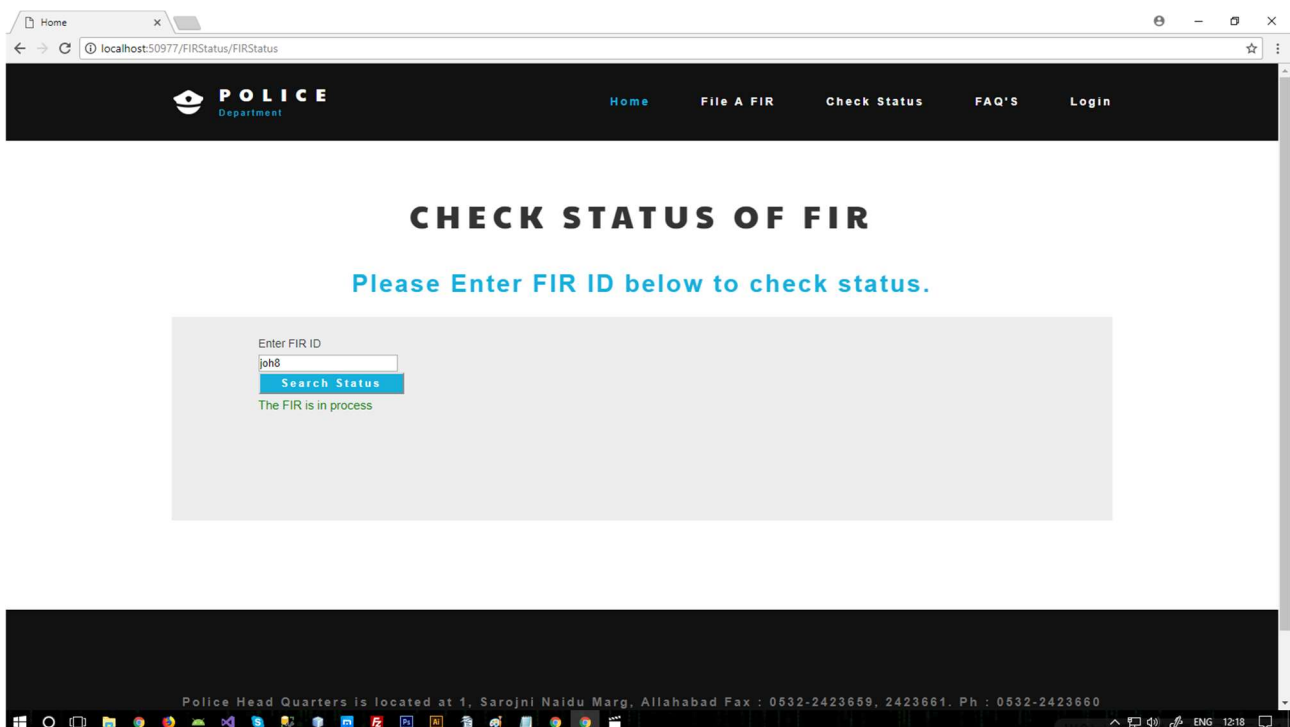 Home
localhost:50977/FIRStatus/FIRStatus
POLICE
Department
Home File A FIR Check Status FAQ'S Login
CHECK STATUS OF FIR
Please Enter FIR ID below to check status.
Enter FIR ID
joh8
Search Status
The FIR is in process
Police Head Quarters is located at 1, Sarojni Naidu Marg, Allahabad Fax : 0532-2423659, 2423661. Ph : 0532-2423660
ENG 12:18